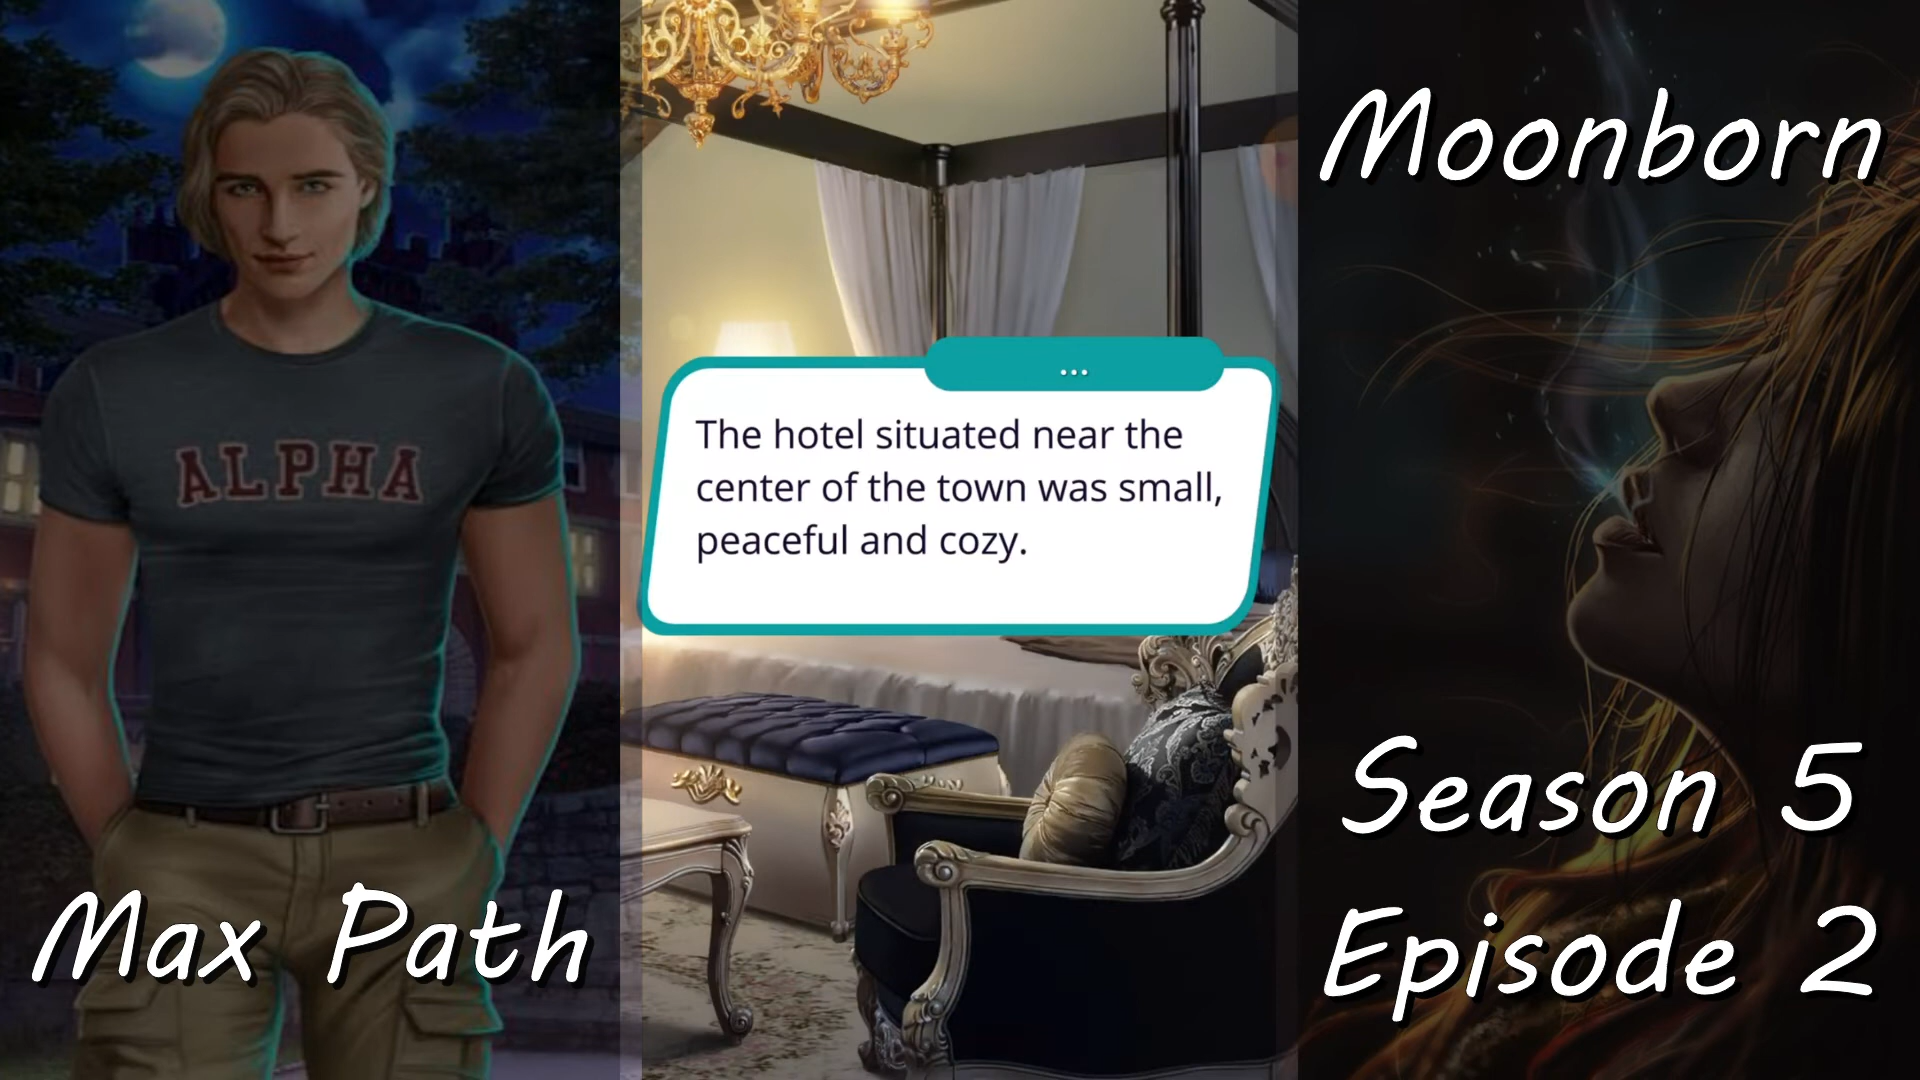 ALPHA
Max Path
...
The hotel situated near the
center of the town was small,
peaceful and cozy.
Moonborn
Season 5
Episode 2